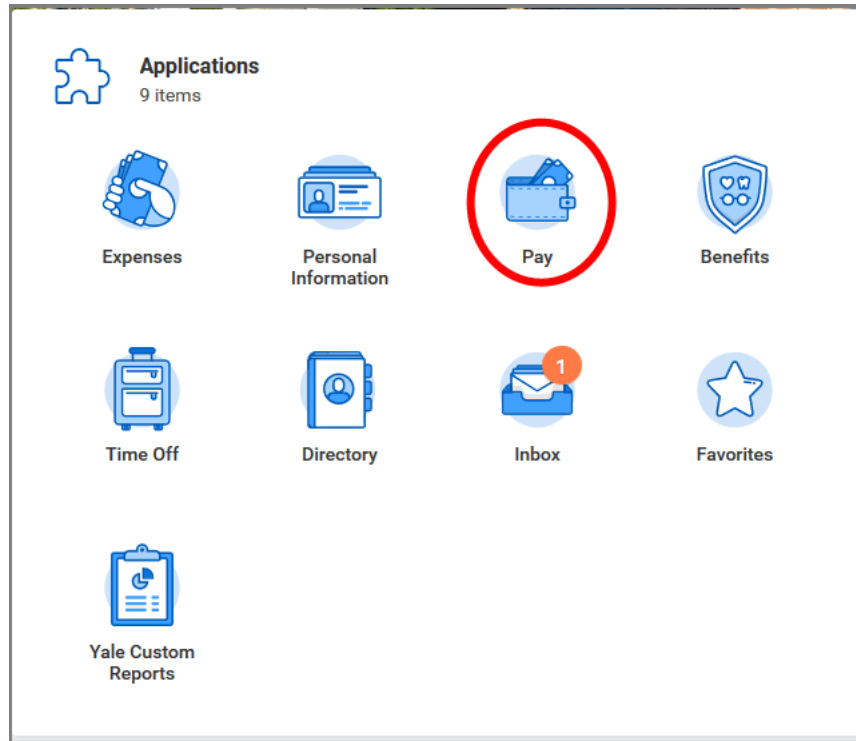 Applications
9 items
Expenses
Personal
Information
Pay
Benefits
Time Off
Directory
1
Inbox
Favorites
Yale Custom
Reports